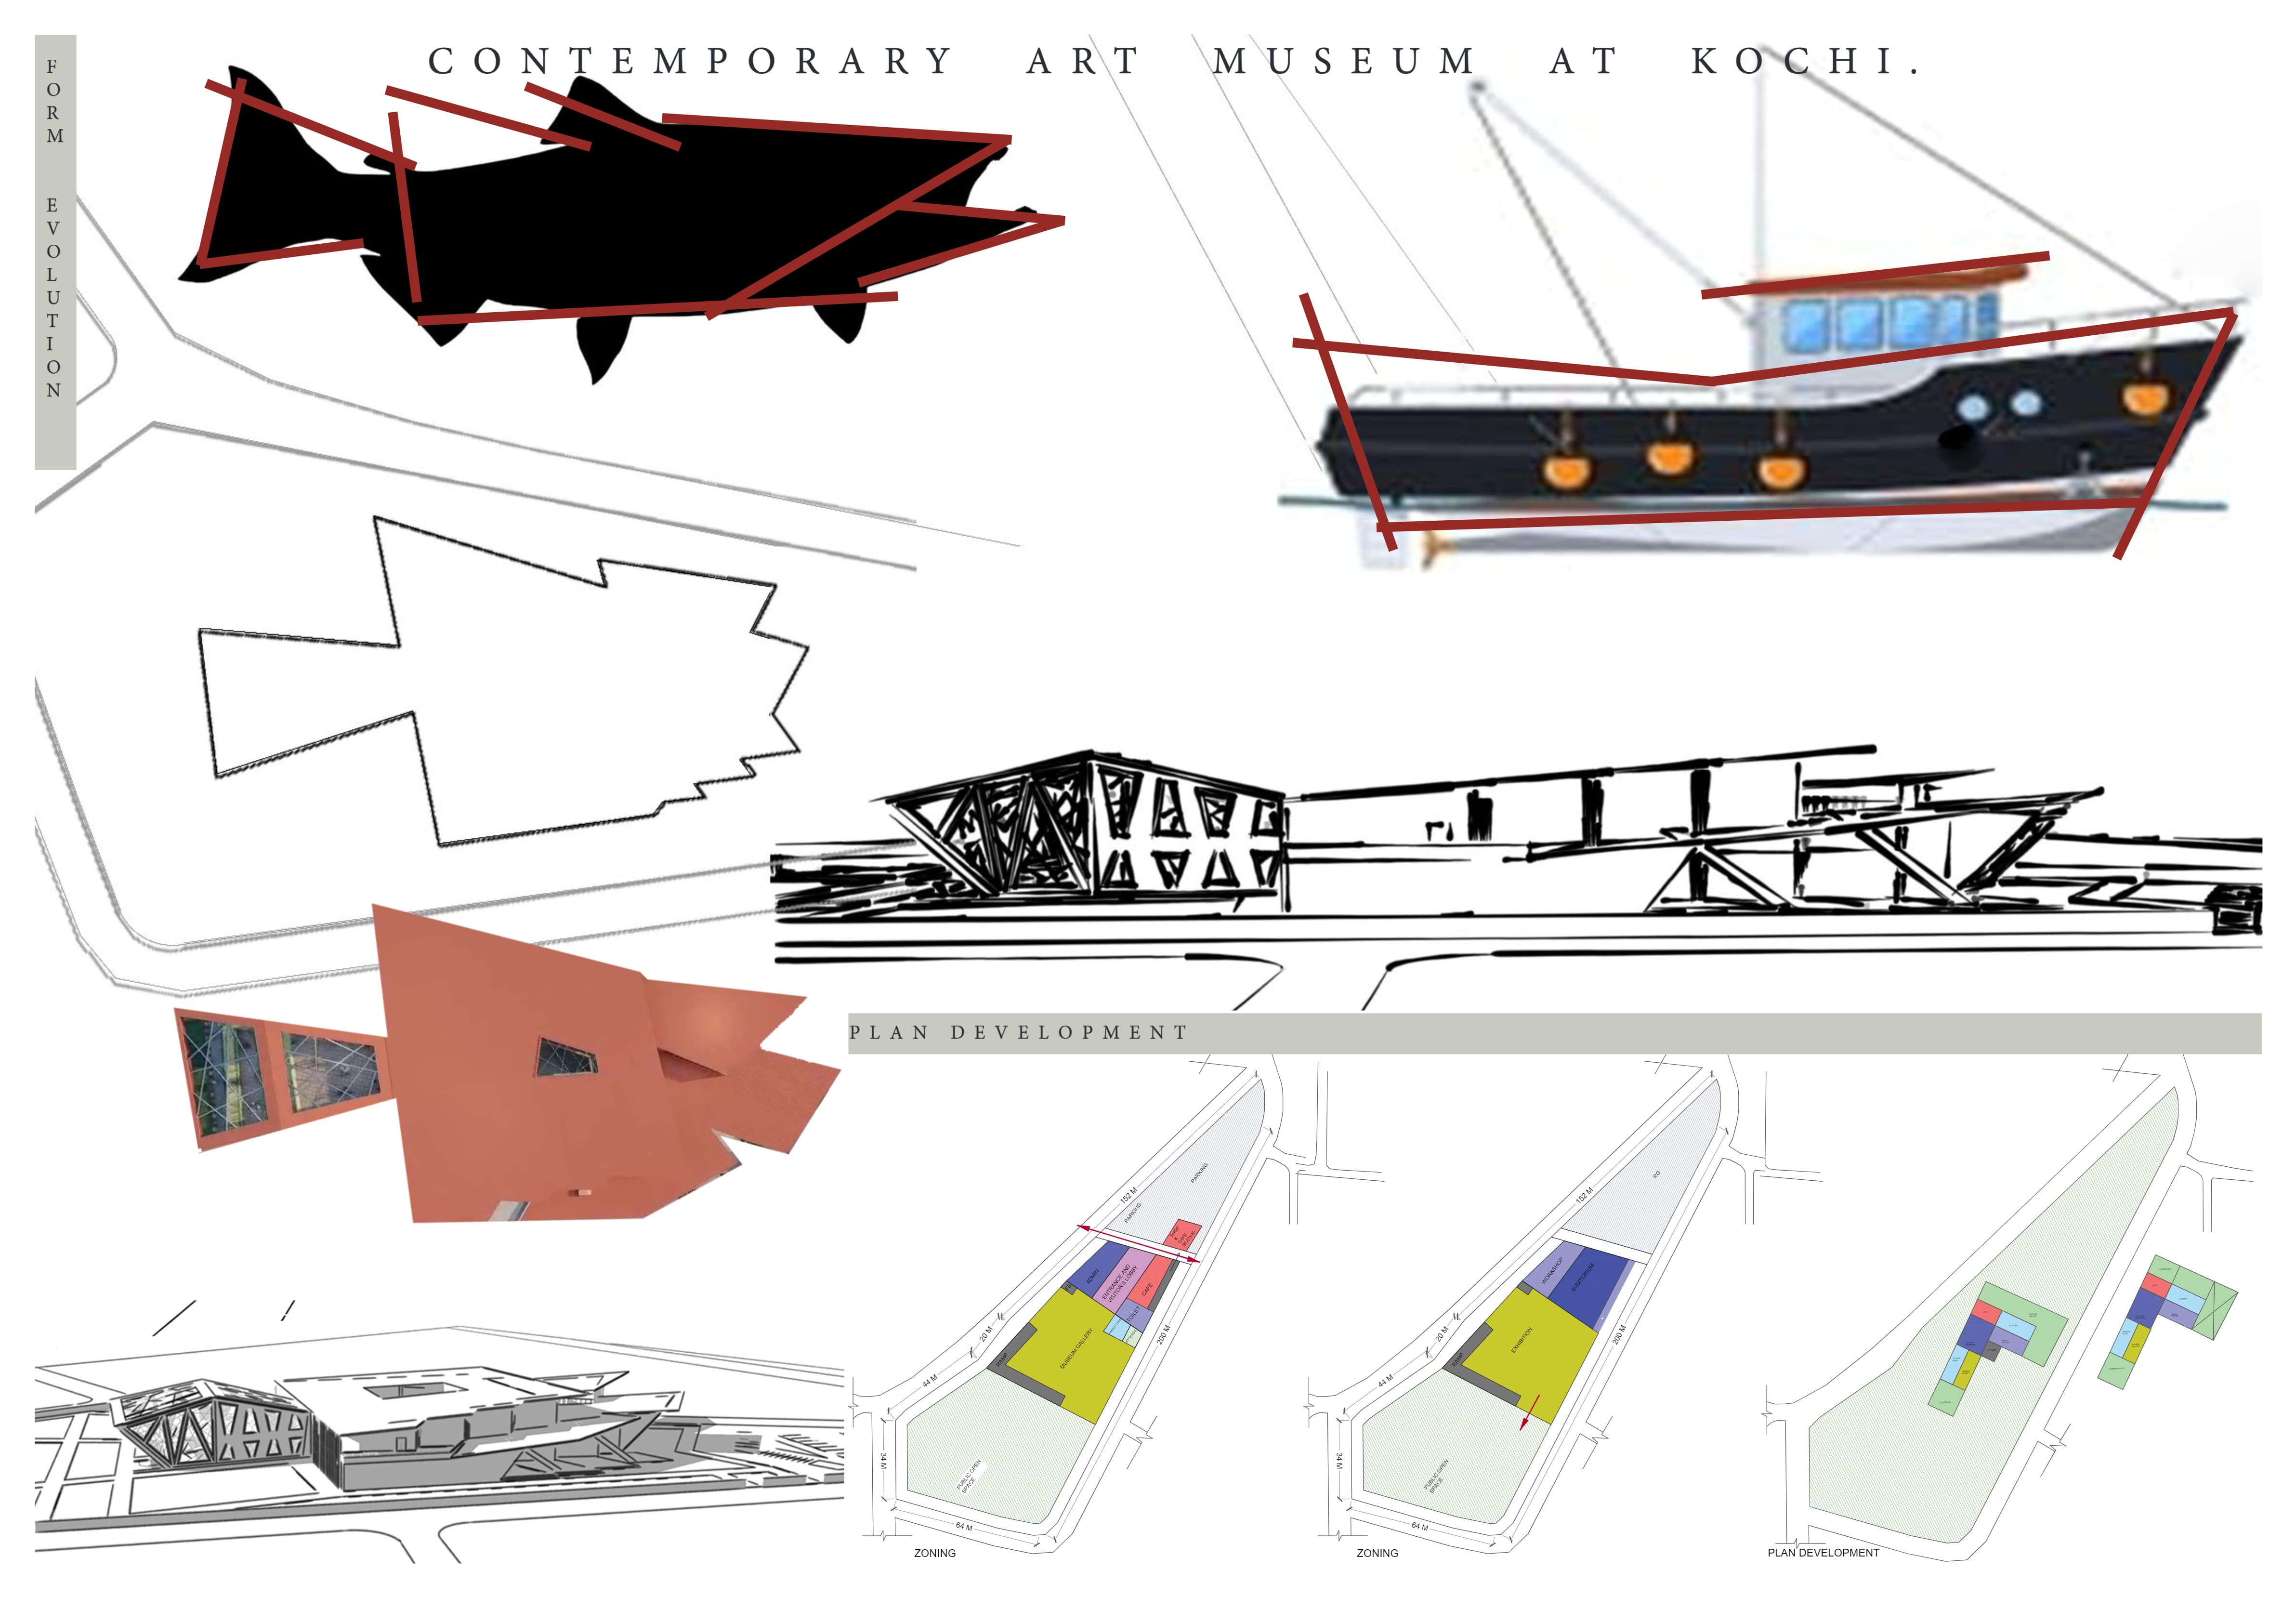 CONTEMPORARY ART MUSEUM AT KOCHI.
FORM EVOLUTION
PLAN DEVELOPMENT
152 M
PARKING
PARKING
ADMIN
ENTRANCE AND
VISITOR'S LOBBY
CAFE
TOILET
MUSEUM GALLERY
RAMP
20 M
44 M
200 M
34 M
PUBLIC OPEN
SPACE
64 M
ZONING
152 M
RG
WORKSHOP
AUDITORIUM
EXHIBITION
RAMP
20 M
44 M
200 M
34 M
PUBLIC OPEN
SPACE
64 M
ZONING
PLAN DEVELOPMENT